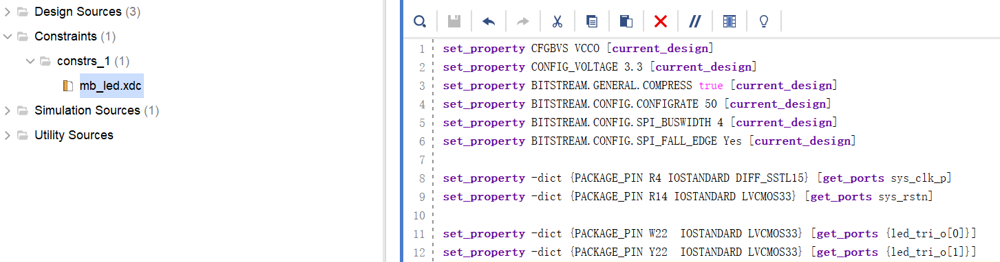 Design Sources (3)
Constraints (1)
constrs_1 (1)
mb_led.xdc
Simulation Sources (1)
Utility Sources
1 set_property CFGBVS VCCO [current_design]
2 set_property CONFIG_VOLTAGE 3.3 [current_design]
3 set_property BITSTREAM.GENERAL.COMPRESS true [current_design]
4 set_property BITSTREAM.CONFIG.CONFIGRATE 50 [current_design]
5 set_property BITSTREAM.CONFIG.SPI_BUSWIDTH 4 [current_design]
6 set_property BITSTREAM.CONFIG.SPI_FALL_EDGE Yes [current_design]
7
8 set_property -dict {PACKAGE_PIN R4 IOSTANDARD DIFF_SSTL15} [get_ports sys_clk_p]
9 set_property -dict {PACKAGE_PIN R14 IOSTANDARD LVCMOS33} [get_ports sys_rstn]
10
11 set_property -dict {PACKAGE_PIN W22  IOSTANDARD LVCMOS33} [get_ports {led_tri_o[0]}]
12 set_property -dict {PACKAGE_PIN Y22  IOSTANDARD LVCMOS33} [get_ports {led_tri_o[1]}]